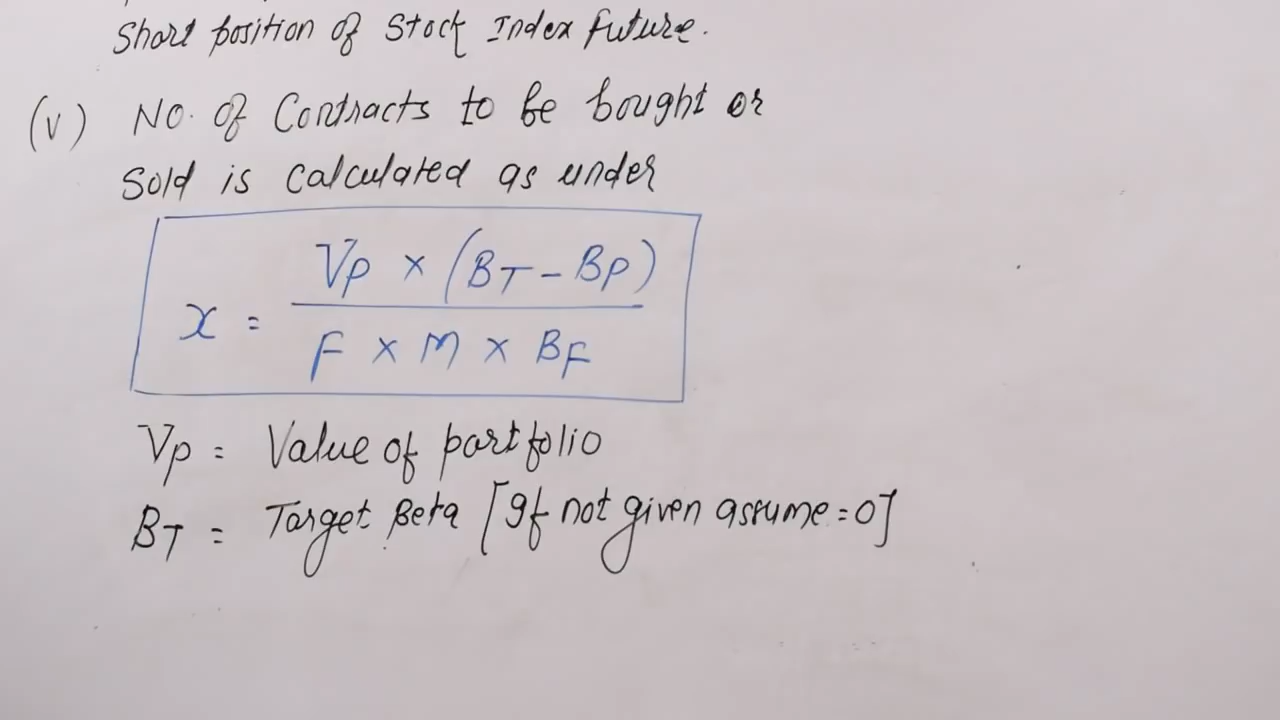 Short position of Stock Index Future.
(v) No. of Contracts to be bought or
Sold is calculated as under
x = Vp × (BT - BP) / F × M × BF
Vp = Value of portfolio
BT = Target Beta [If not given assume = 0]